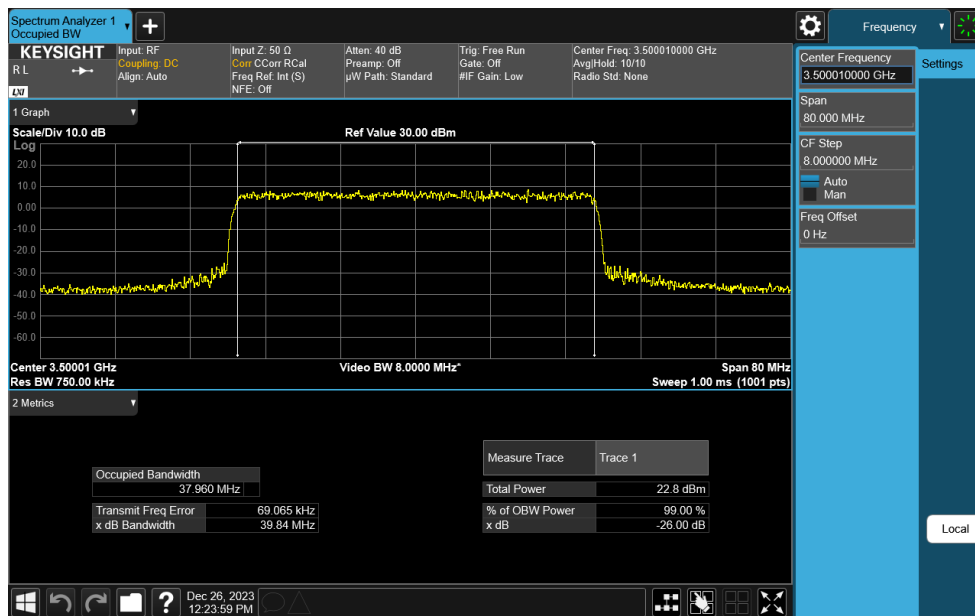 Spectrum Analyzer 1
Occupied BW
Frequency
KEYSIGHT
R L
LXI
Input: RF
Coupling: DC
Align: Auto
Input Z: 50 Ω
Corr CCorr RCal
Freq Ref: Int (S)
NFE: Off
Atten: 40 dB
Preamp: Off
µW Path: Standard
Trig: Free Run
Gate: Off
#IF Gain: Low
Center Freq: 3.500010000 GHz
Avg|Hold: 10/10
Radio Std: None
Center Frequency
3.500010000 GHz
Settings
Span
80.000 MHz
CF Step
8.000000 MHz
Auto
Man
Freq Offset
0 Hz
1 Graph
Scale/Div 10.0 dB
Ref Value 30.00 dBm
Log
20.0
10.0
0.00
-10.0
-20.0
-30.0
-40.0
-50.0
-60.0
Center 3.50001 GHz
Video BW 8.0000 MHz*
Span 80 MHz
Res BW 750.00 kHz
Sweep 1.00 ms (1001 pts)
2 Metrics
Measure Trace Trace 1
Occupied Bandwidth
37.960 MHz
Total Power 22.8 dBm
Transmit Freq Error 69.065 kHz
% of OBW Power 99.00 %
x dB Bandwidth 39.84 MHz
x dB -26.00 dB
Local
Dec 26, 2023
12:23:59 PM